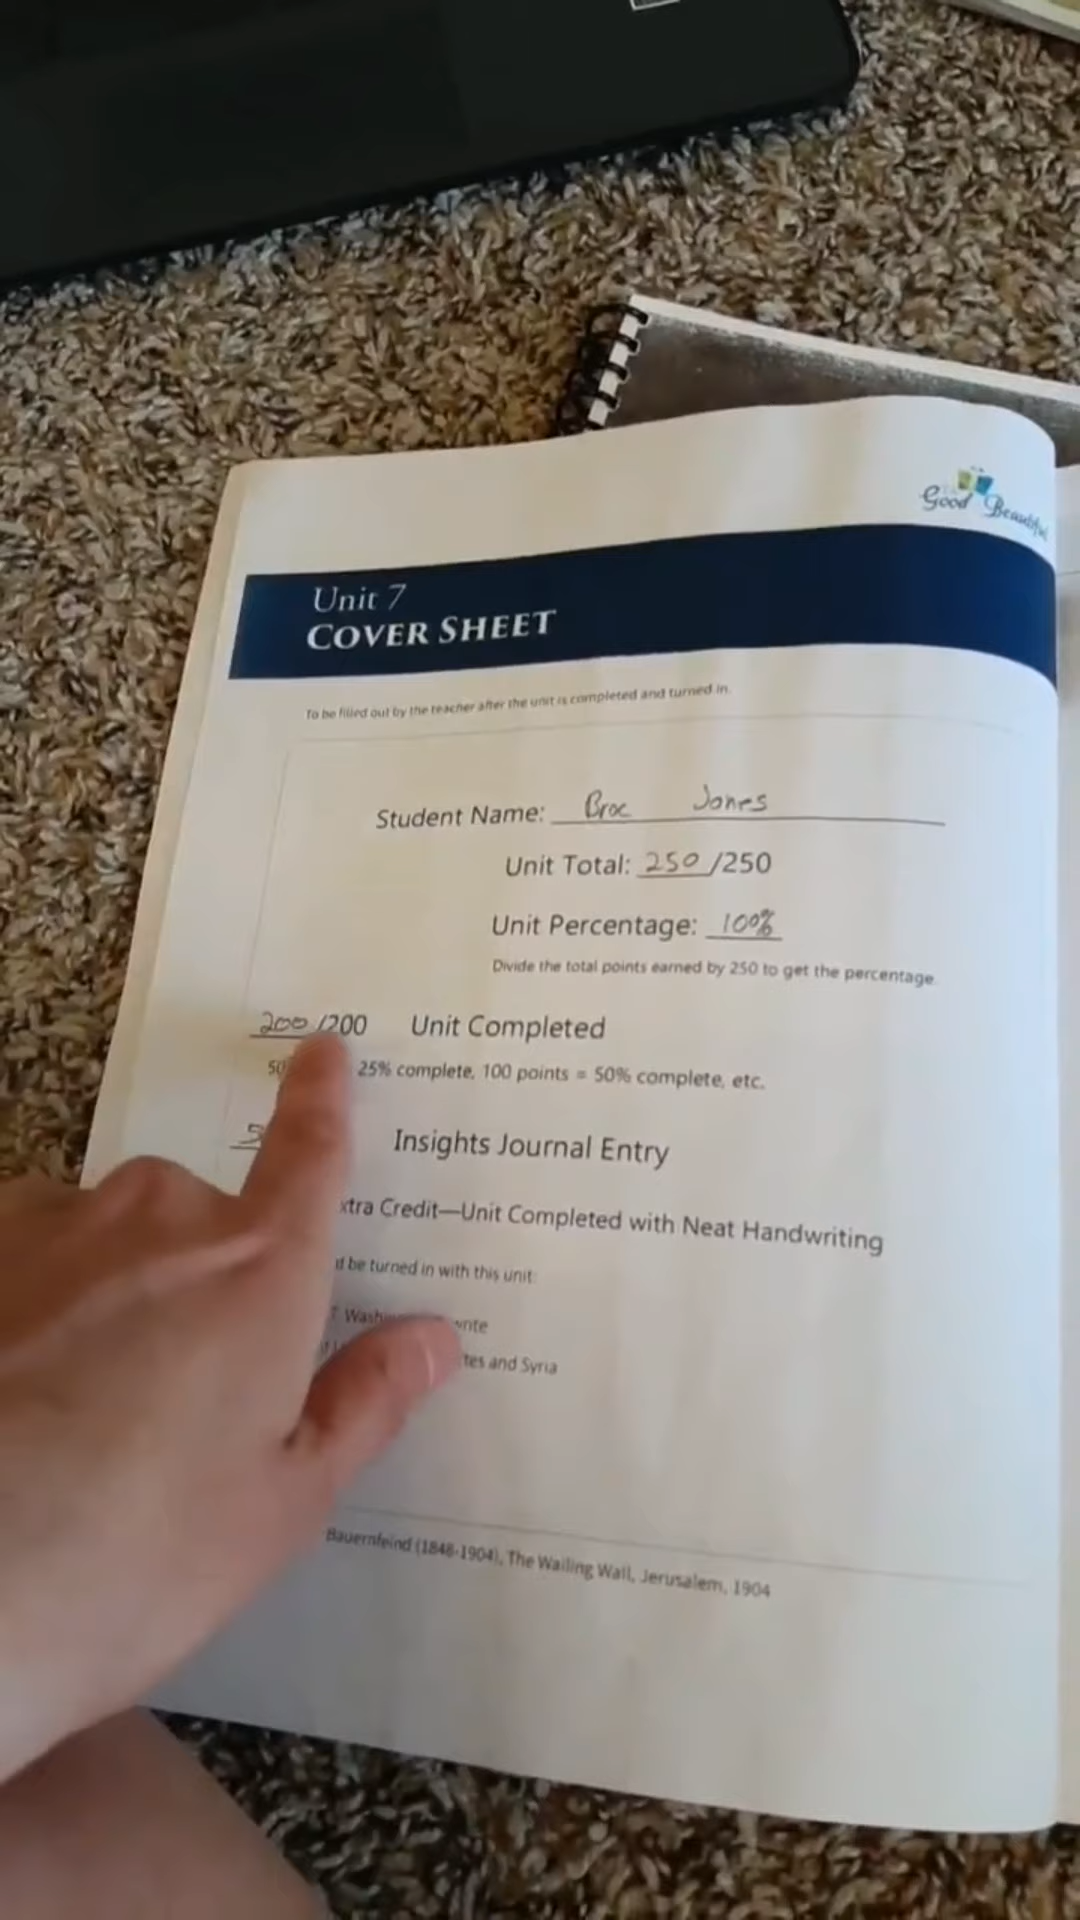 Good Beautiful
Unit 7
COVER SHEET
To be filled out by the teacher after the unit is completed and turned in.
Student Name: Broc Jones
Unit Total: 250 /250
Unit Percentage: 100%
Divide the total points earned by 250 to get the percentage
200 /200 Unit Completed
50 25% complete, 100 points = 50% complete, etc.
5 Insights Journal Entry
xtra Credit—Unit Completed with Neat Handwriting
be turned in with this unit:
and Syria
Bauernfeind (1848-1904), The Wailing Wall, Jerusalem, 1904